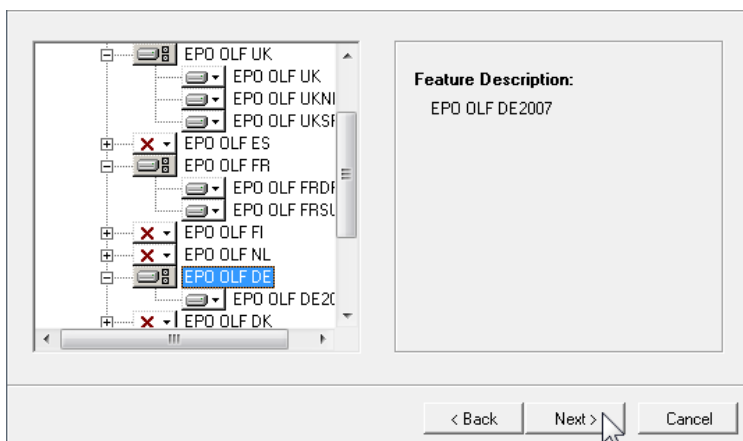 EPO OLF UK
EPO OLF UK
EPO OLF UKNI
EPO OLF UKSF
EPO OLF ES
EPO OLF FR
EPO OLF FRDF
EPO OLF FRSU
EPO OLF FI
EPO OLF NL
EPO OLF DE
EPO OLF DE20
EPO OLF DK
Feature Description:
EPO OLF DE2007
< Back
Next >
Cancel